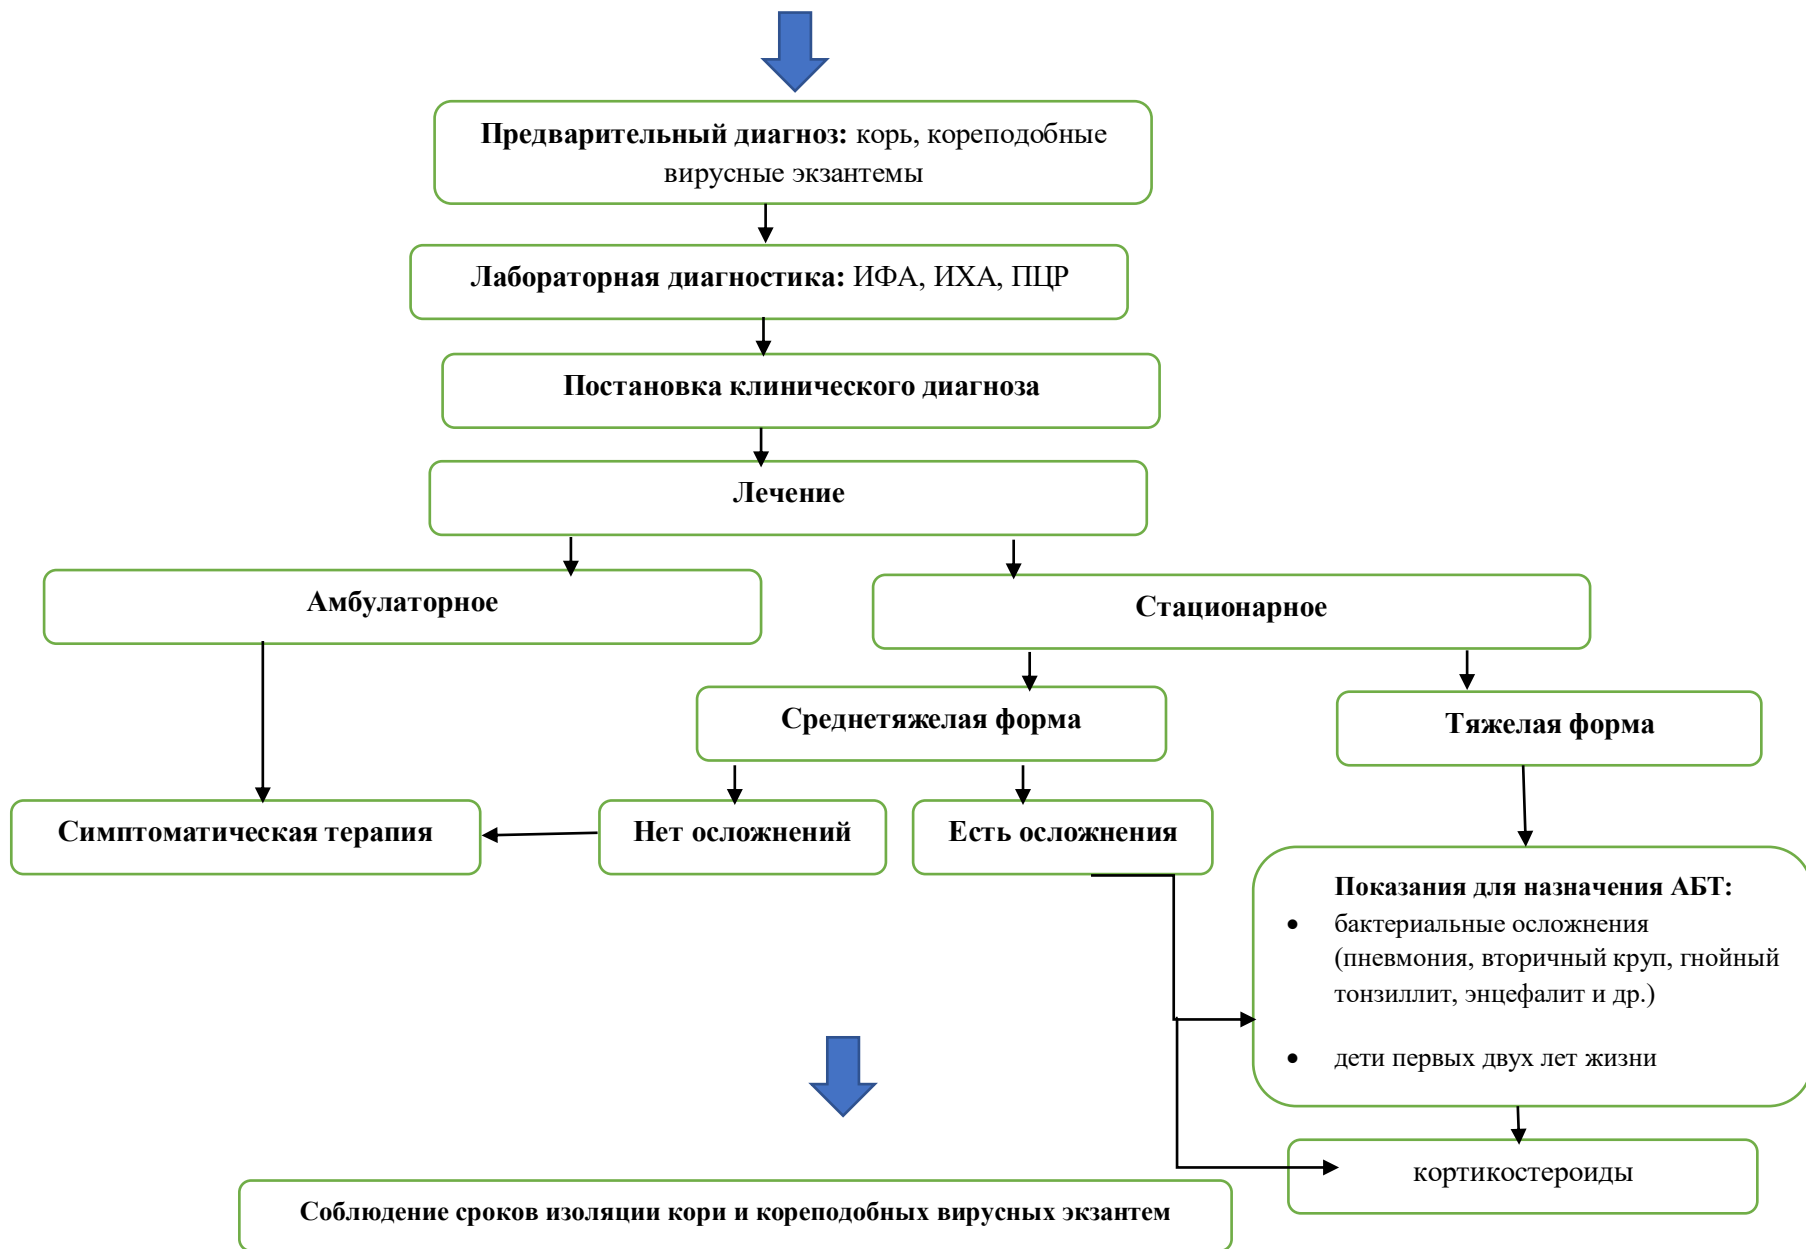 Предварительный диагноз: корь, кореподобные
вирусные экзантемы
Лабораторная диагностика: ИФА, ИХА, ПЦР
Постановка клинического диагноза
Лечение
Амбулаторное
Стационарное
Среднетяжелая форма
Тяжелая форма
Симптоматическая терапия
Нет осложнений
Есть осложнения
Показания для назначения АБТ:
• бактериальные осложнения
(пневмония, вторичный круп, гнойный
тонзиллит, энцефалит и др.)
• дети первых двух лет жизни
кортикостероиды
Соблюдение сроков изоляции кори и кореподобных вирусных экзантем